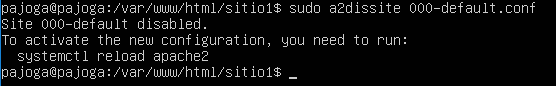 pajoga@pajoga:/var/www/html/sitio1$ sudo a2dissite 000-default.conf
Site 000-default disabled.
To activate the new configuration, you need to run:
  systemctl reload apache2
pajoga@pajoga:/var/www/html/sitio1$ _